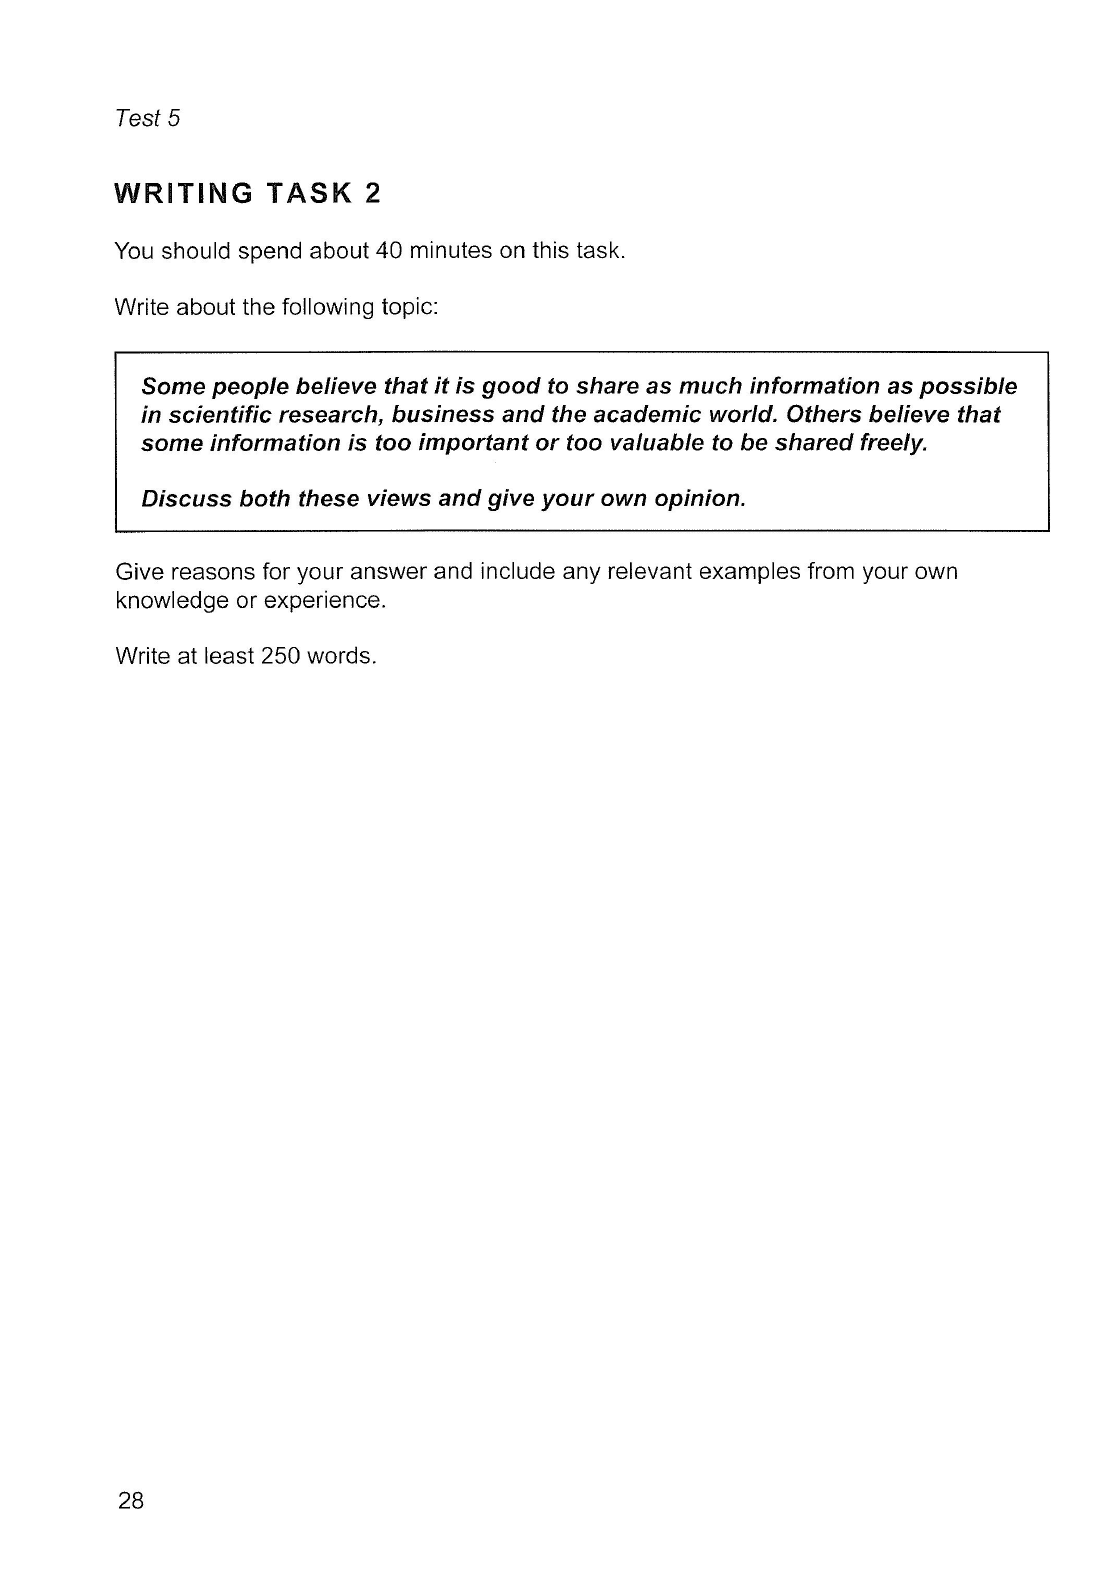 Test 5
WRITING TASK 2
You should spend about 40 minutes on this task.
Write about the following topic:
Some people believe that it is good to share as much information as possible
in scientific research, business and the academic world. Others believe that
some information is too important or too valuable to be shared freely.
Discuss both these views and give your own opinion.
Give reasons for your answer and include any relevant examples from your own
knowledge or experience.
Write at least 250 words.
28